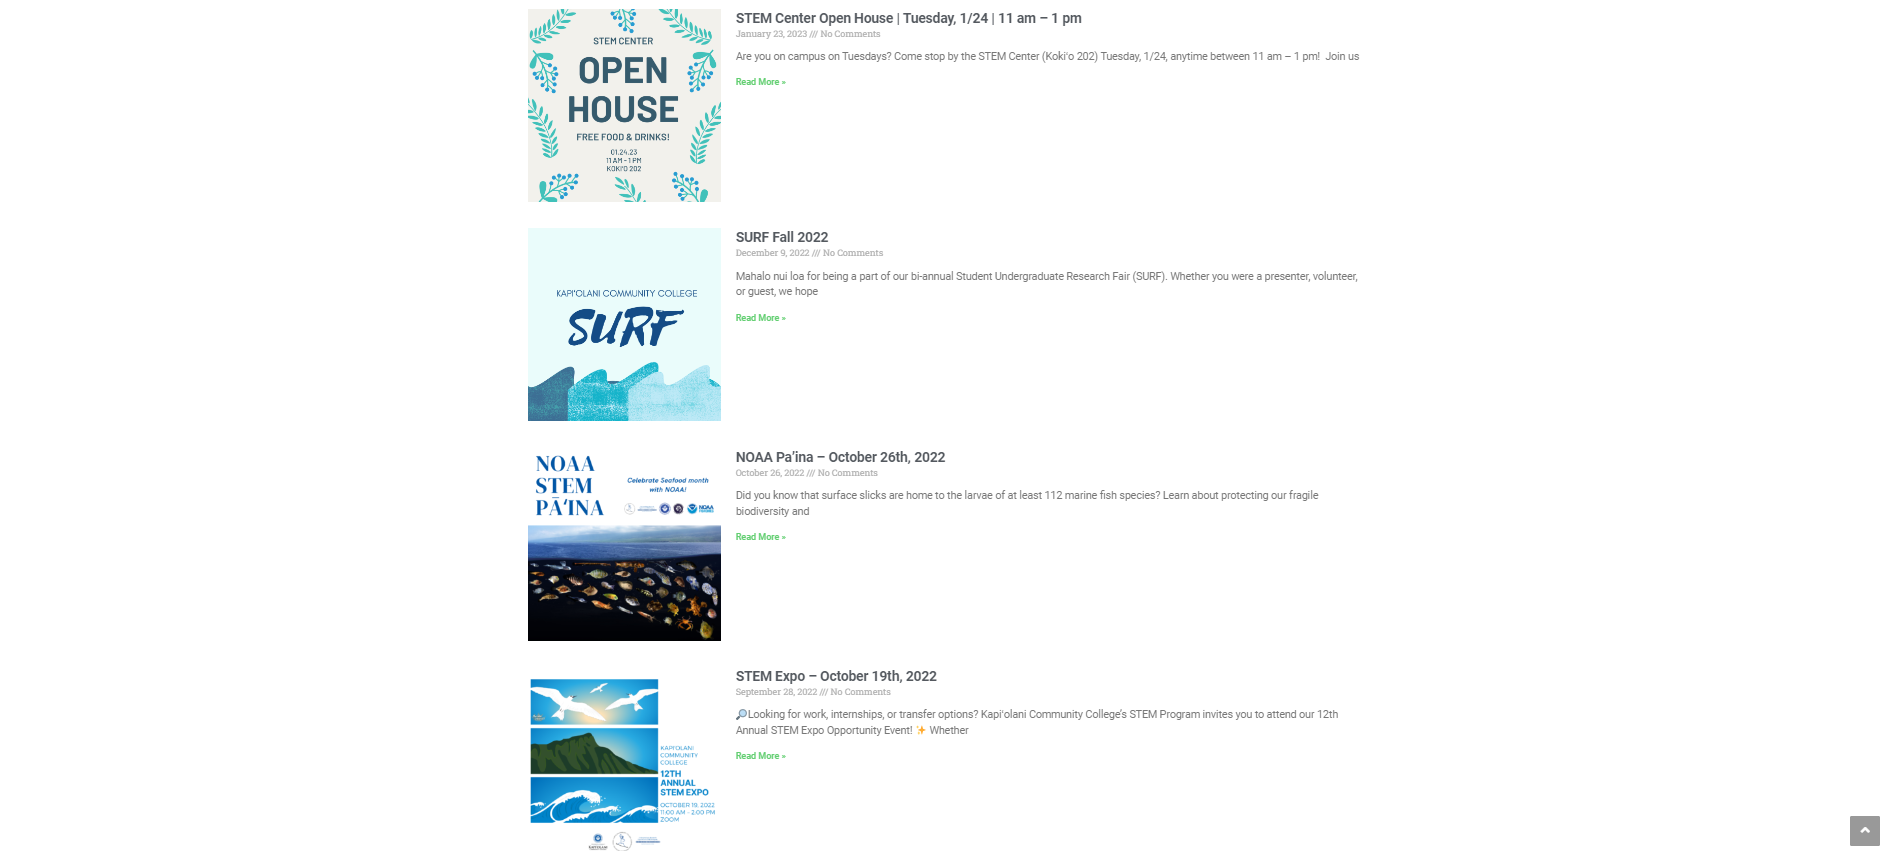 STEM CENTER
OPEN
HOUSE
FREE FOOD & DRINKS!
01.24.23
11 AM - 1 PM
KOKI'O 202
STEM Center Open House | Tuesday, 1/24 | 11 am – 1 pm
January 23, 2023 /// No Comments
Are you on campus on Tuesdays? Come stop by the STEM Center (Koki'o 202) Tuesday, 1/24, anytime between 11 am – 1 pm!  Join us
Read More »
KAPI'OLANI COMMUNITY COLLEGE
SURF
SURF Fall 2022
December 9, 2022 /// No Comments
Mahalo nui loa for being a part of our bi-annual Student Undergraduate Research Fair (SURF). Whether you were a presenter, volunteer,
or guest, we hope
Read More »
NOAA
STEM
PĀ'INA
Celebrate Seafood month
with NOAA!
NOAA
NOAA Pa’ina – October 26th, 2022
October 26, 2022 /// No Comments
Did you know that surface slicks are home to the larvae of at least 112 marine fish species? Learn about protecting our fragile
biodiversity and
Read More »
KAPI'OLANI
COMMUNITY
COLLEGE
12TH
ANNUAL
STEM EXPO
OCTOBER 19, 2022
11:00 AM - 2:00 PM
ZOOM
STEM Expo – October 19th, 2022
September 28, 2022 /// No Comments
🔎Looking for work, internships, or transfer options? Kapi'olani Community College’s STEM Program invites you to attend our 12th
Annual STEM Expo Opportunity Event! ✨ Whether
Read More »